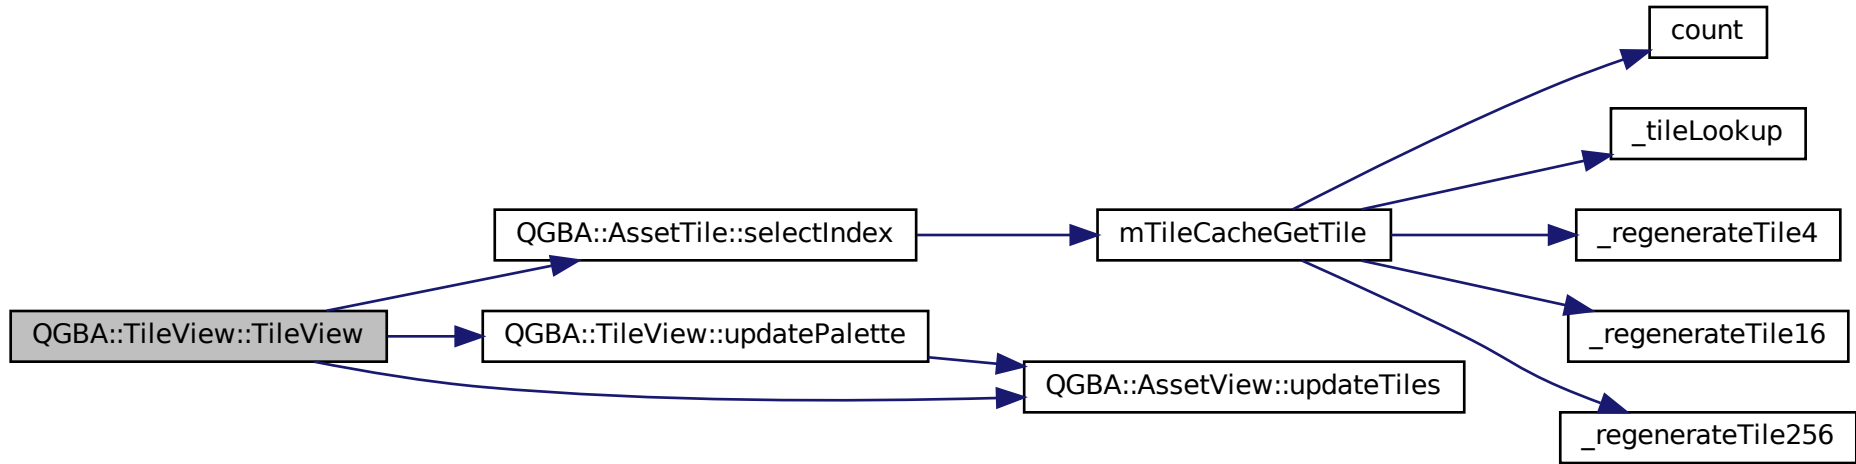 count
_tileLookup
QGBA::AssetTile::selectIndex
mTileCacheGetTile
_regenerateTile4
QGBA::TileView::TileView
QGBA::TileView::updatePalette
_regenerateTile16
QGBA::AssetView::updateTiles
_regenerateTile256